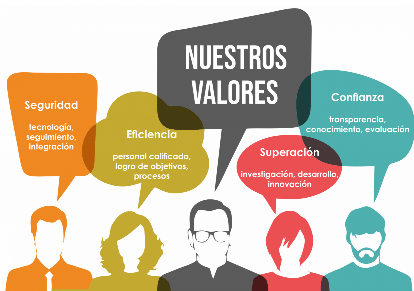 NUESTROS
VALORES
Seguridad
tecnología,
seguimiento,
integración
Eficiencia
personal calificado,
logro de objetivos,
procesos
Superación
investigación, desarrollo,
innovación
Confianza
transparencia,
conocimiento, evaluación